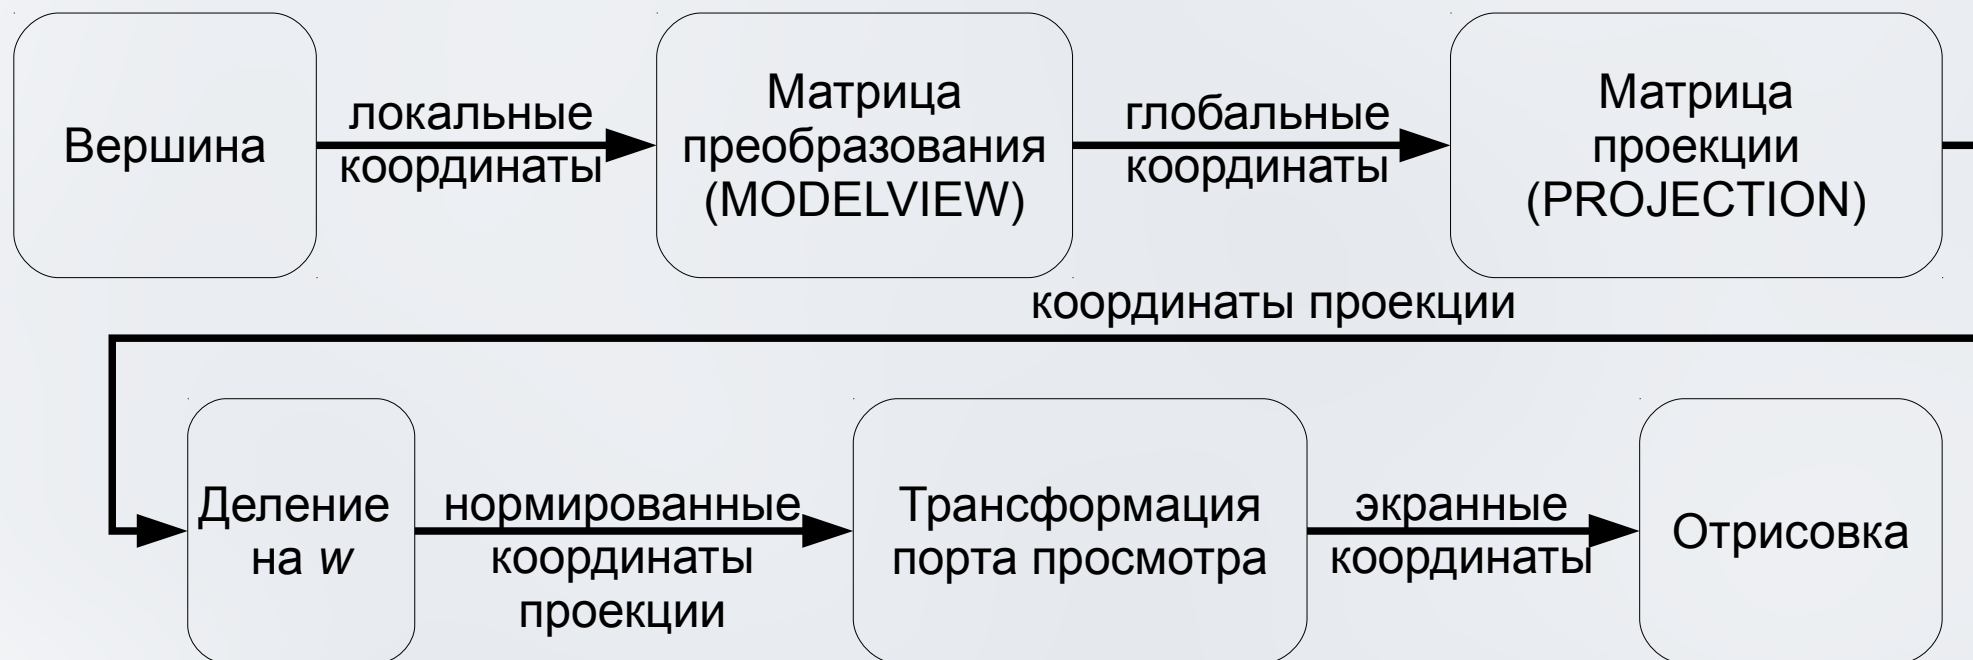 Вершина
локальные
координаты
Матрица
преобразования
(MODELVIEW)
глобальные
координаты
Матрица
проекции
(PROJECTION)
координаты проекции
Деление
на w
нормированные
координаты
проекции
Трансформация
порта просмотра
экранные
координаты
Отрисовка